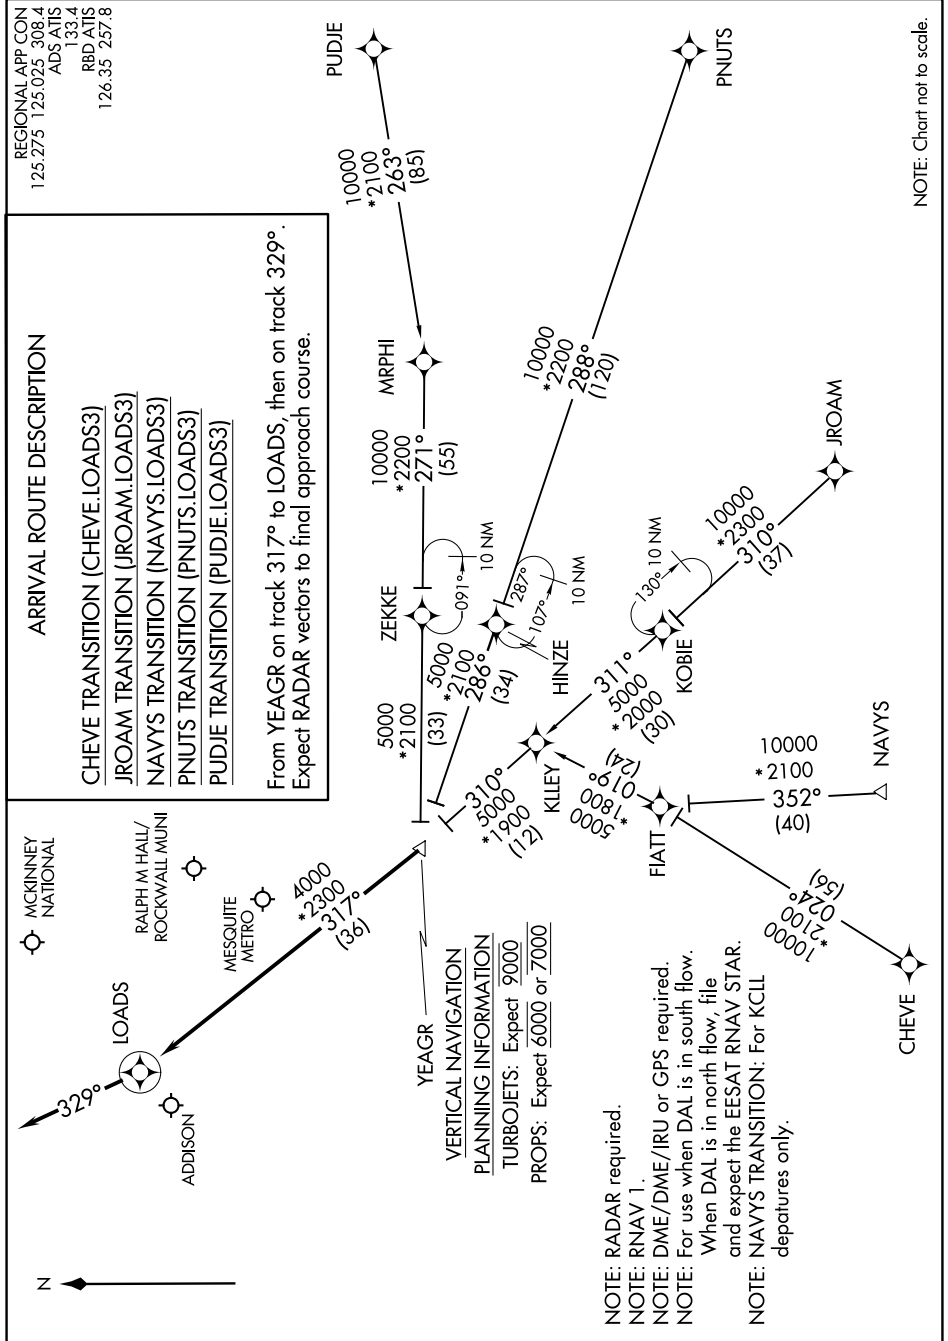 REGIONAL APP CON
125.275 125.025 308.4
ADS ATIS
133.4
RBD ATIS
126.35 257.8
ARRIVAL ROUTE DESCRIPTION
CHEVE TRANSITION (CHEVE.LOADS3)
JROAM TRANSITION (JROAM.LOADS3)
NAVYS TRANSITION (NAVYS.LOADS3)
PNUTS TRANSITION (PNUTS.LOADS3)
PUDJE TRANSITION (PUDJE.LOADS3)
From YEAGR on track 317° to LOADS, then on track 329°.
Expect RADAR vectors to final approach course.
N
MCKINNEY
NATIONAL
RALPH M HALL/
ROCKWALL MUNI
MESQUITE
METRO
LOADS
329°
ADDISON
4000
*2300
317°
(36)
YEAGR
PUDJE
10000
*2100
263°
(85)
MRPHI
10000
*2200
271°
(55)
ZEKKE
091°
10 NM
5000
*2100
(33)
PNUTS
10000
*2200
288°
(120)
HINZE
287°
107°
10 NM
5000
*2100
286°
(34)
JROAM
10000
*2300
310°
(37)
KOBIE
130°
10 NM
311°
5000
*2000
(30)
KLLEY
310°
5000
*1900
(12)
(24)
019°
*1800
5000
FIATT
NAVYS
10000
*2100
352°
(40)
CHEVE
(56)
024°
*2100
10000
VERTICAL NAVIGATION
PLANNING INFORMATION
TURBOJETS: Expect 9000
PROPS: Expect 6000 or 7000
NOTE: RADAR required.
NOTE: RNAV 1.
NOTE: DME/DME/IRU or GPS required.
NOTE: For use when DAL is in south flow.
When DAL is in north flow, file
and expect the EESAT RNAV STAR.
NOTE: NAVYS TRANSITION: For KCLL
depatures only.
NOTE: Chart not to scale.